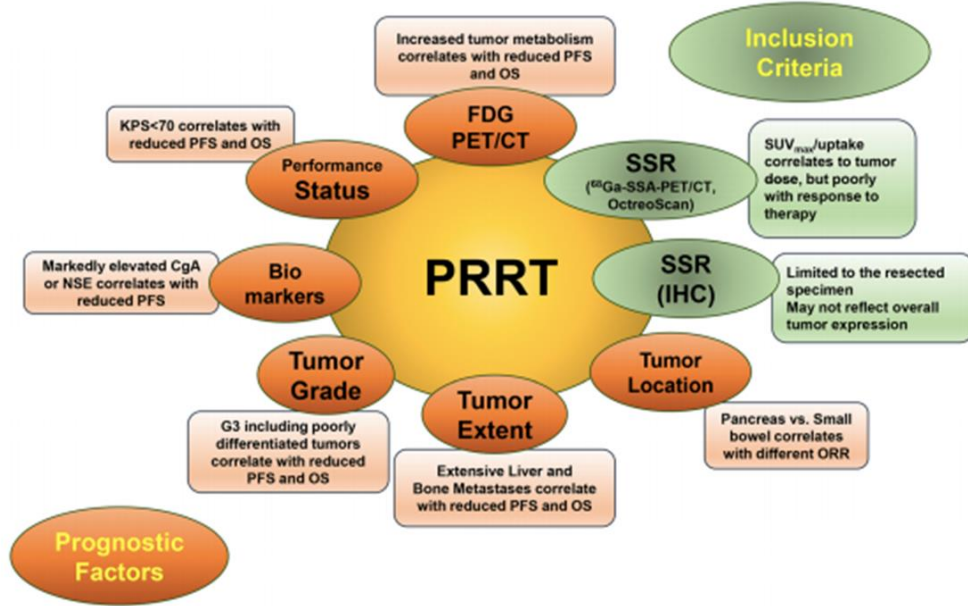 Increased tumor metabolism
correlates with reduced PFS
and OS
Inclusion
Criteria
FDG
PET/CT
KPS<70 correlates with
reduced PFS and OS
Performance
Status
SSR
(⁶⁸Ga-SSA-PET/CT,
OctreoScan)
SUVmax/uptake
correlates to tumor
dose, but poorly
with response to
therapy
PRRT
Markedly elevated CgA
or NSE correlates with
reduced PFS
Bio
markers
SSR
(IHC)
Limited to the resected
specimen
May not reflect overall
tumor expression
Tumor
Grade
Tumor
Location
Tumor
Extent
G3 including poorly
differentiated tumors
correlate with reduced
PFS and OS
Pancreas vs. Small
bowel correlates
with different ORR
Extensive Liver and
Bone Metastases correlate
with reduced PFS and OS
Prognostic
Factors